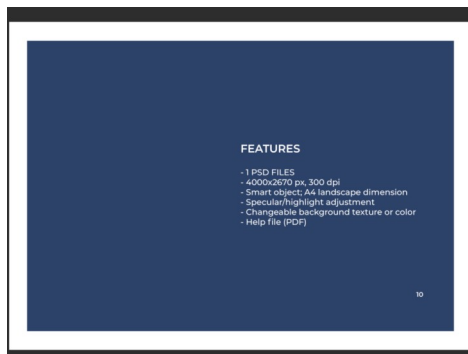 FEATURES
- 1 PSD FILES
- 4000x2670 px, 300 dpi
- Smart object; A4 landscape dimension
- Specular/highlight adjustment
- Changeable background texture or color
- Help file (PDF)
10